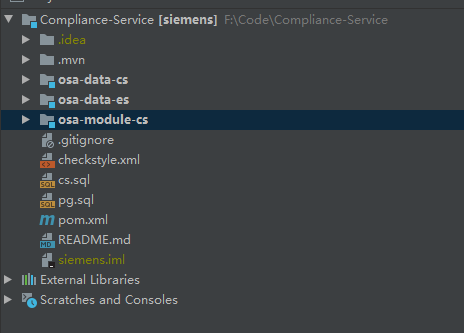 Compliance-Service [siemens] F:\Code\Compliance-Service
.idea
.mvn
osa-data-cs
osa-data-es
osa-module-cs
.gitignore
checkstyle.xml
cs.sql
pg.sql
pom.xml
README.md
siemens.iml
External Libraries
Scratches and Consoles